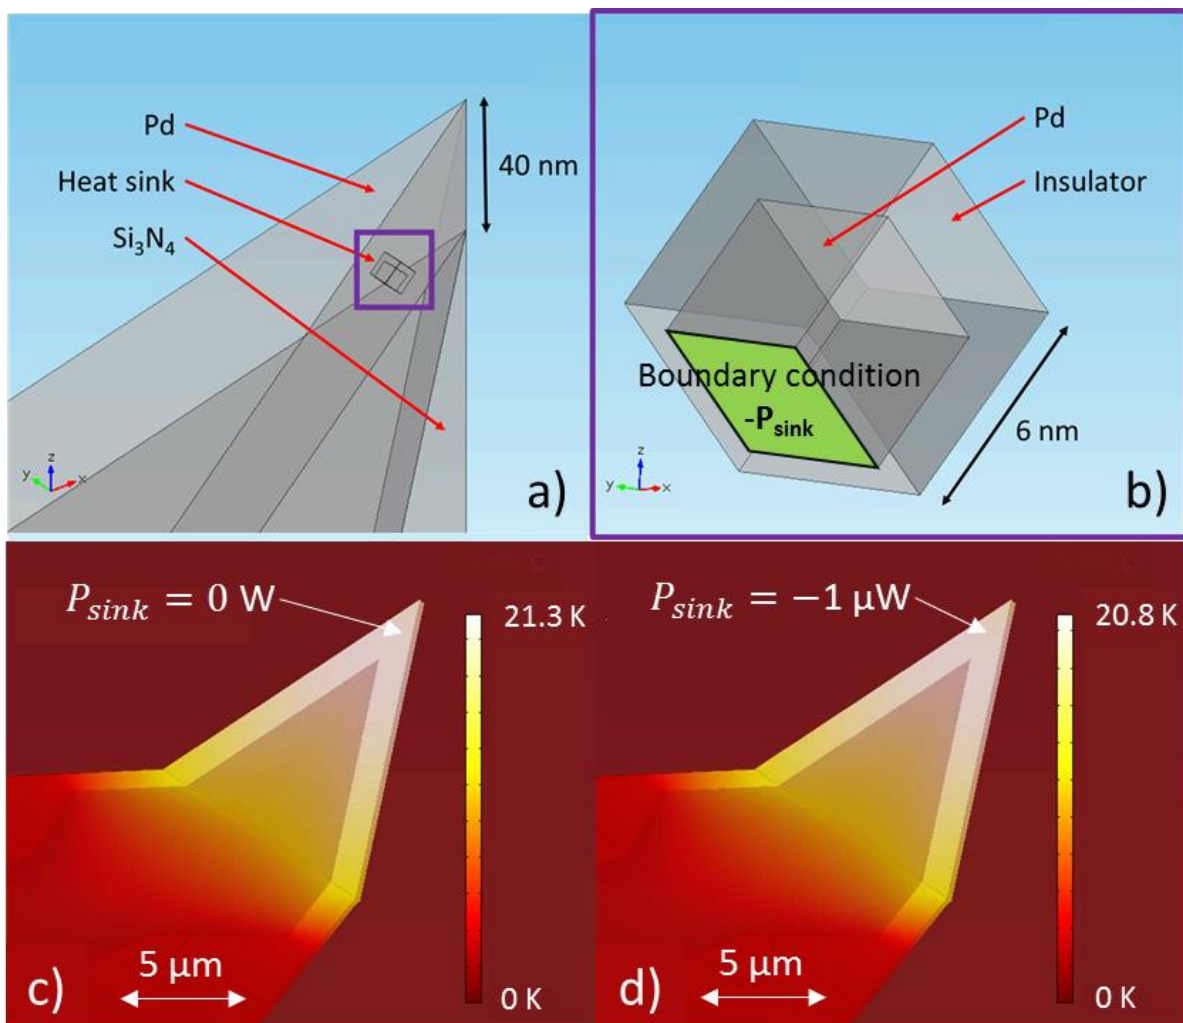 Pd
Heat sink
Si₃N₄
40 nm
z
y
x
a)
Pd
Insulator
Boundary condition
-Pₛᵢₙₖ
6 nm
z
y
x
b)
Pₛᵢₙₖ = 0 W
21.3 K
5 µm
0 K
c)
Pₛᵢₙₖ = −1 µW
20.8 K
5 µm
0 K
d)